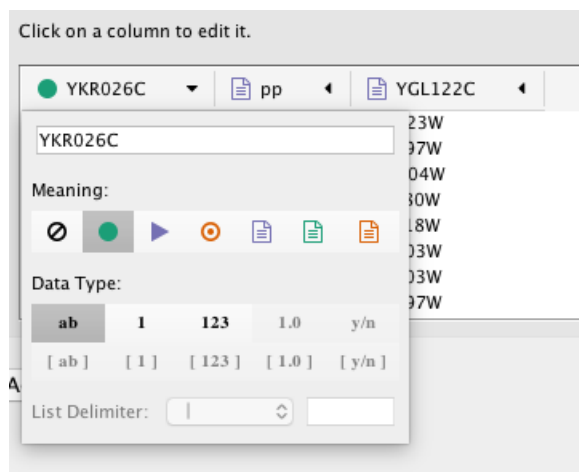 Click on a column to edit it.
YKR026C pp YGL122C
YKR026C
23W
97W
04W
30W
18W
03W
03W
97W
Meaning:
Data Type:
ab 1 123 1.0 y/n
[ ab ] [ 1 ] [ 123 ] [ 1.0 ] [ y/n ]
A
List Delimiter: |